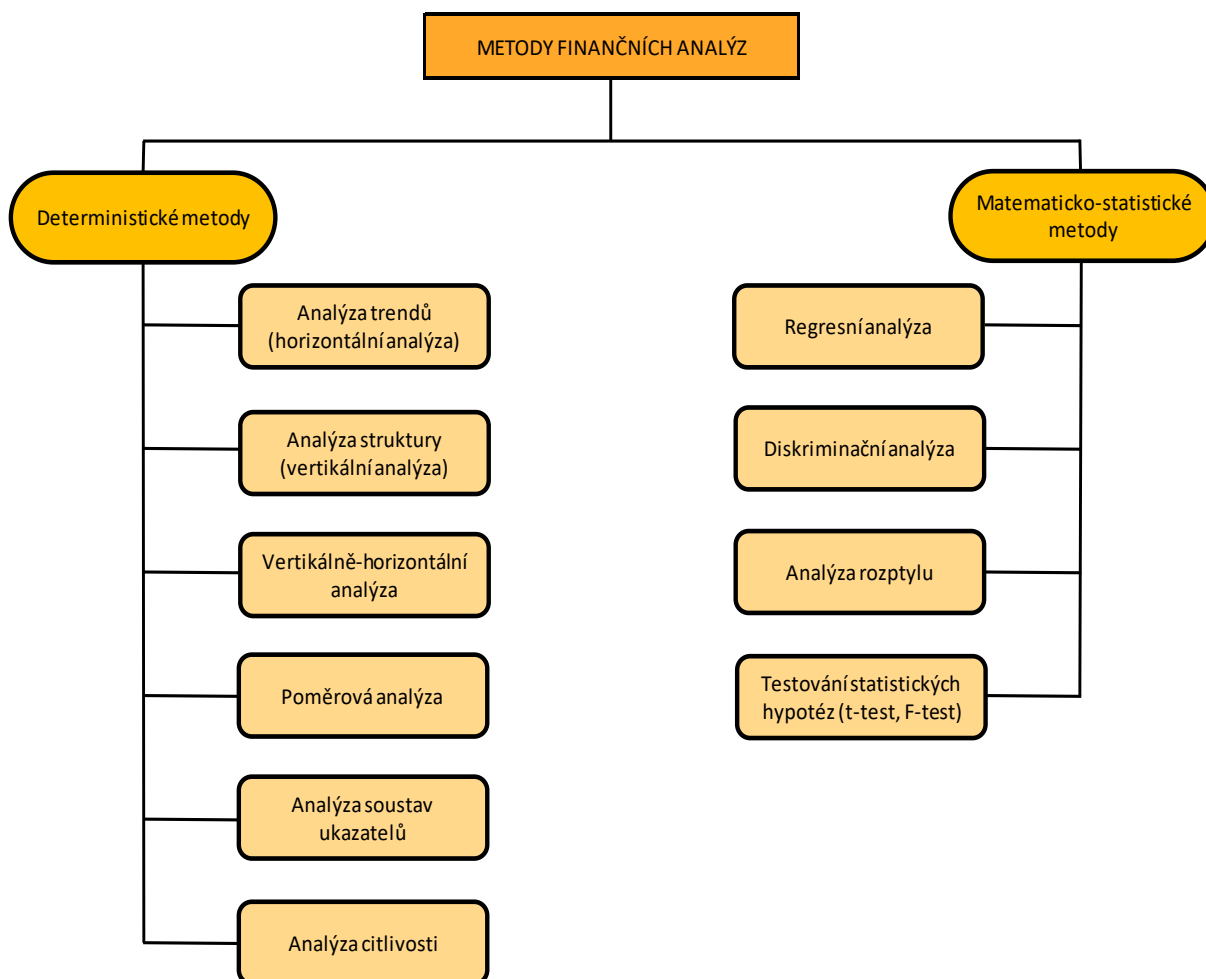 METODY FINANČNÍCH ANALÝZ
Deterministické metody
Matematicko-statistické
metody
Analýza trendů
(horizontální analýza)
Analýza struktury
(vertikální analýza)
Vertikálně-horizontální
analýza
Poměrová analýza
Analýza soustav
ukazatelů
Analýza citlivosti
Regresní analýza
Diskriminační analýza
Analýza rozptylu
Testování statistických
hypotéz (t-test, F-test)